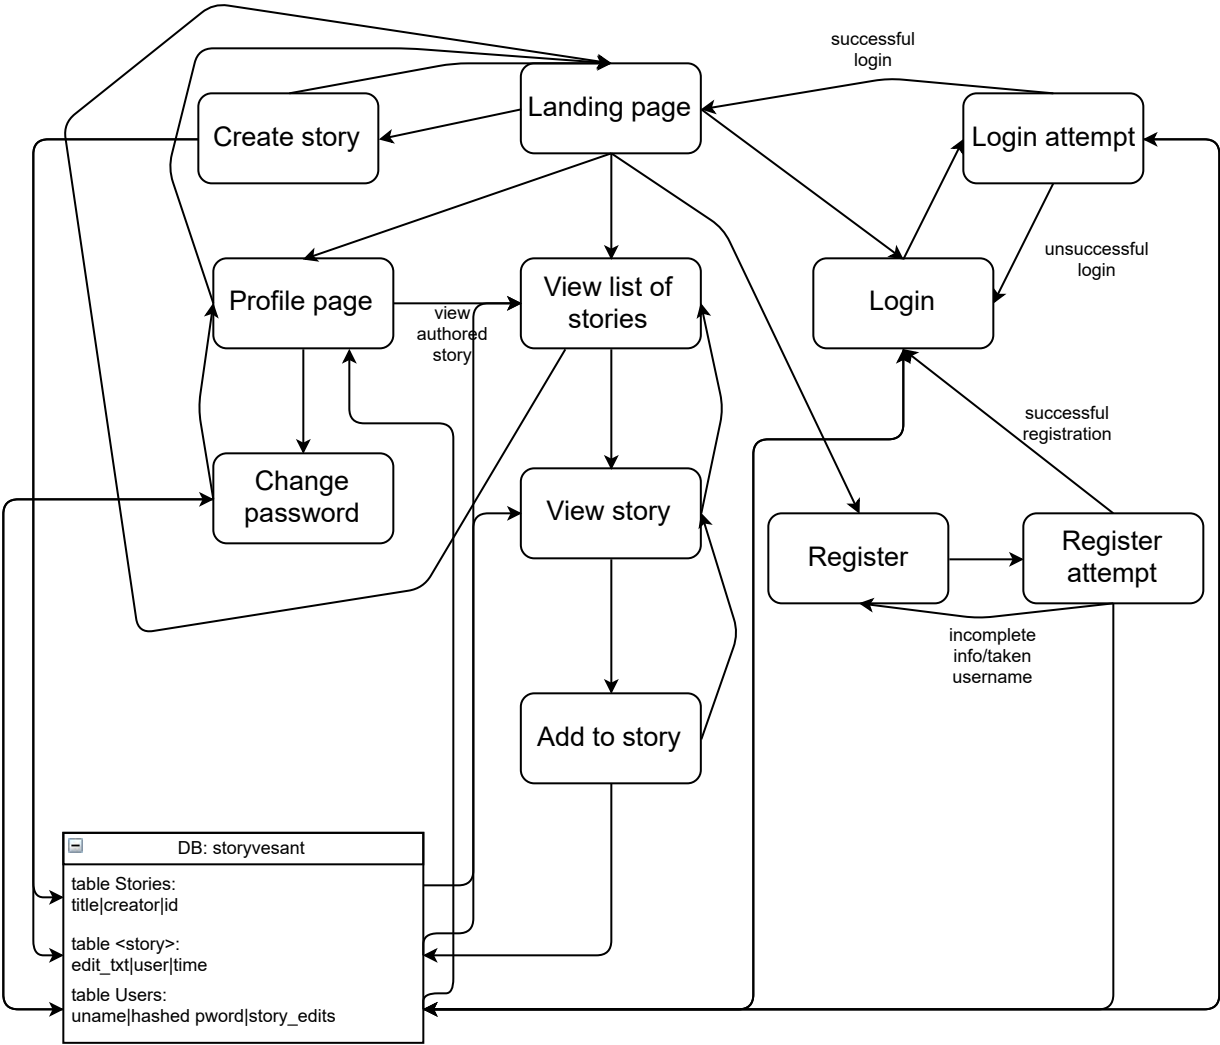 successful
login
Landing page
Create story
Login attempt
unsuccessful
login
Profile page
View list of
stories
Login
view
authored
story
successful
registration
Change
password
View story
Register
Register
attempt
incomplete
info/taken
username
Add to story
DB: storyvesant
table Stories:
title|creator|id
table <story>:
edit_txt|user|time
table Users:
uname|hashed pword|story_edits